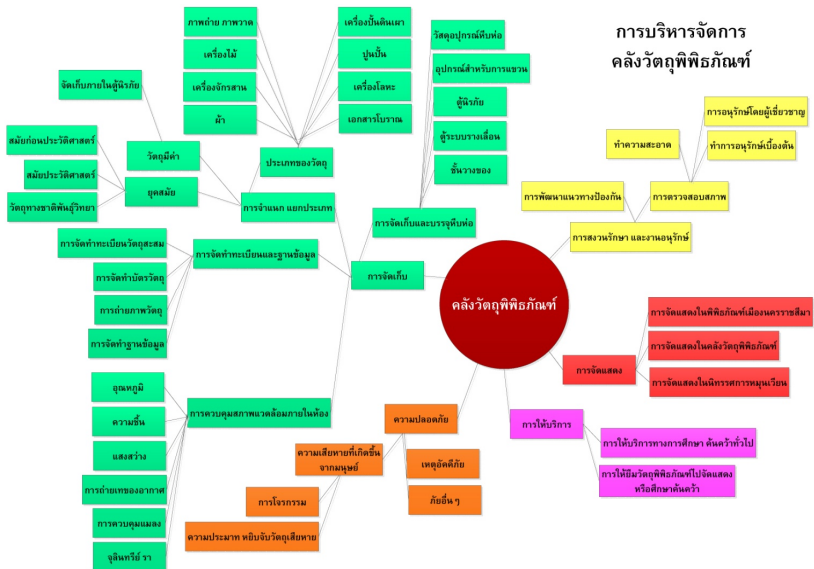 การบริหารจัดการ
คลังวัตถุพิพิธภัณฑ์
คลังวัตถุพิพิธภัณฑ์
การจัดเก็บ
การจัดเก็บและบรรจุหีบห่อ
วัสดุอุปกรณ์หีบห่อ
อุปกรณ์สำหรับการแขวน
ตู้นิรภัย
ตู้ระบบรางเลื่อน
ชั้นวางของ
การจำแนก แยกประเภท
ประเภทของวัตถุ
ภาพถ่าย ภาพวาด
เครื่องไม้
เครื่องจักรสาน
ผ้า
เครื่องปั้นดินเผา
ปูนปั้น
เครื่องโลหะ
เอกสารโบราณ
วัตถุมีค่า
จัดเก็บภายในตู้นิรภัย
ยุคสมัย
สมัยก่อนประวัติศาสตร์
สมัยประวัติศาสตร์
วัตถุทางชาติพันธุ์วิทยา
การจัดทำทะเบียนและฐานข้อมูล
การจัดทำทะเบียนวัตถุสะสม
การจัดทำบัตรวัตถุ
การถ่ายภาพวัตถุ
การจัดทำฐานข้อมูล
การควบคุมสภาพแวดล้อมภายในห้อง
อุณหภูมิ
ความชื้น
แสงสว่าง
การถ่ายเทของอากาศ
การควบคุมแมลง
จุลินทรีย์ รา
ความปลอดภัย
ความเสียหายที่เกิดขึ้น
จากมนุษย์
การโจรกรรม
ความประมาท หยิบจับวัตถุเสียหาย
เหตุอัคคีภัย
ภัยอื่น ๆ
การให้บริการ
การให้บริการทางการศึกษา ค้นคว้าทั่วไป
การให้ยืมวัตถุพิพิธภัณฑ์ไปจัดแสดง
หรือศึกษาค้นคว้า
การจัดแสดง
การจัดแสดงในพิพิธภัณฑ์เมืองนครราชสีมา
การจัดแสดงในคลังวัตถุพิพิธภัณฑ์
การจัดแสดงในนิทรรศการหมุนเวียน
การสงวนรักษา และงานอนุรักษ์
การพัฒนาแนวทางป้องกัน
การตรวจสอบสภาพ
ทำความสะอาด
การอนุรักษ์โดยผู้เชี่ยวชาญ
ทำการอนุรักษ์เบื้องต้น